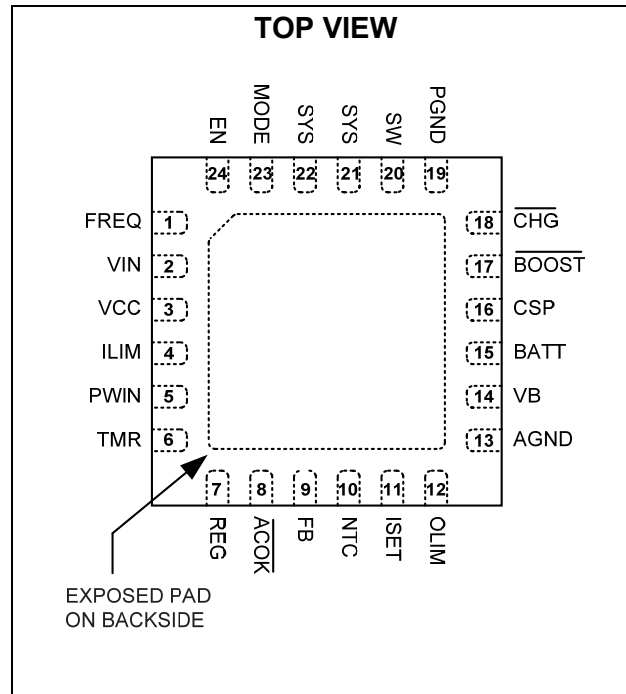 TOP VIEW
EN
MODE
SYS
SYS
SW
PGND
24
23
22
21
20
19
FREQ 1
VIN 2
VCC 3
ILIM 4
PWIN 5
TMR 6
18 CHG
17 BOOST
16 CSP
15 BATT
14 VB
13 AGND
7
8
9
10
11
12
REG
ACOK
FB
NTC
ISET
OLIM
EXPOSED PAD
ON BACKSIDE